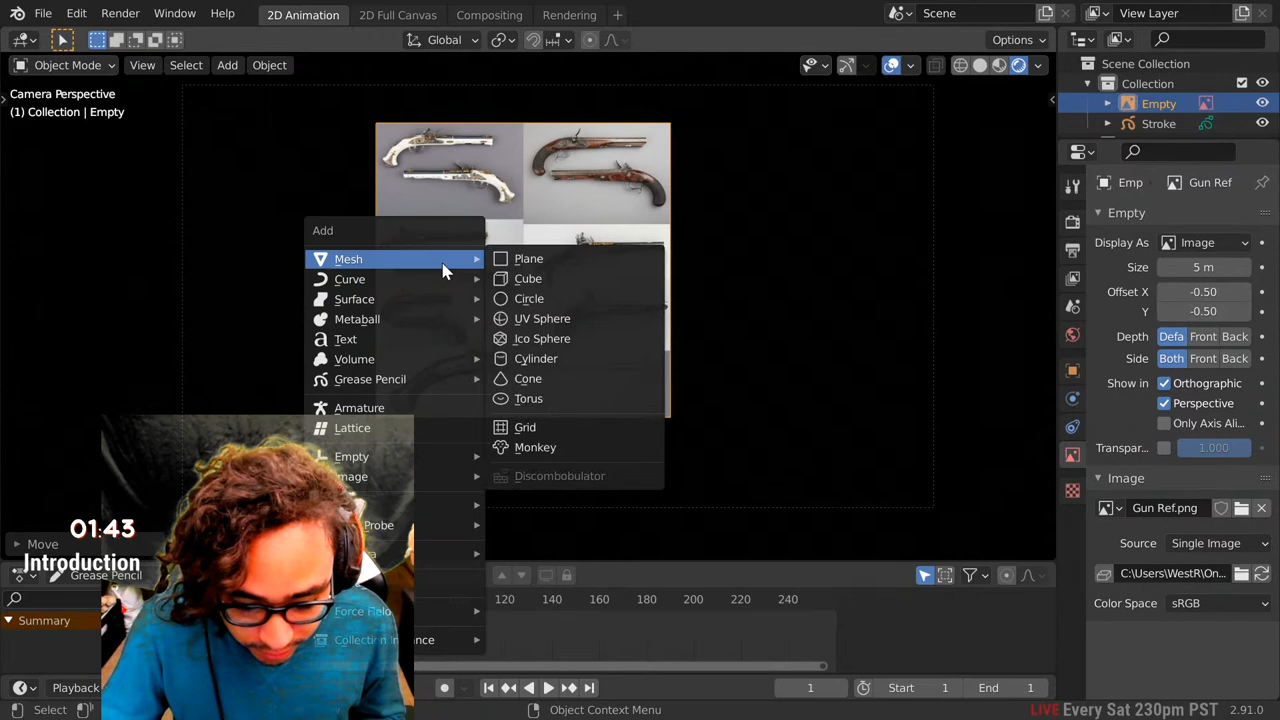 File Edit Render Window Help 2D Animation 2D Full Canvas Compositing Rendering + Scene View Layer
Global Options
Object Mode View Select Add Object
Camera Perspective
(1) Collection | Empty
Scene Collection
Collection
Empty
Stroke
Emp Gun Ref
Empty
Display As Image
Size 5 m
Offset X -0.50
Y -0.50
Depth Defa Front Back
Side Both Front Back
Show in Orthographic
Perspective
Only Axis Ali...
Transpar... 1.000
Image
Gun Ref.png
Source Single Image
C:\Users\WestR\On...
Color Space sRGB
Add
Mesh
Curve
Surface
Metaball
Text
Volume
Grease Pencil
Armature
Lattice
Empty
Image
Probe
Force Field
Collection Instance
Plane
Cube
Circle
UV Sphere
Ico Sphere
Cylinder
Cone
Torus
Grid
Monkey
Discombobulator
01:43
Move
Introduction
Grease Pencil
Summary
120 140 160 180 200 220 240
Playback 1 Start 1 End 1
Select Object Context Menu LIVE Every Sat 230pm PST 2.91.0